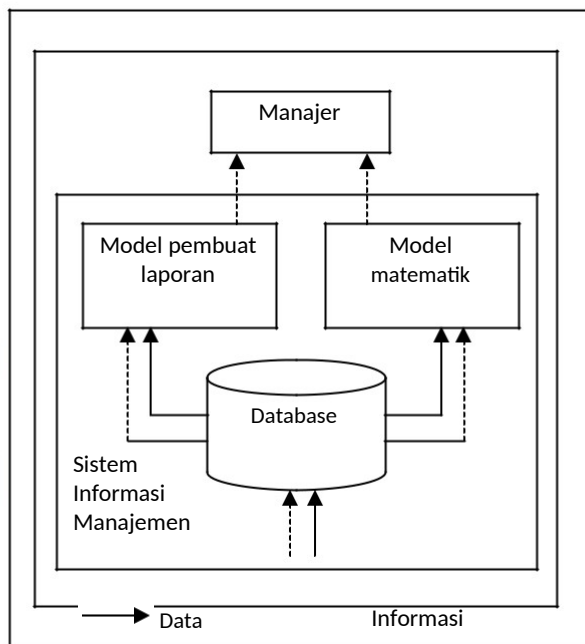 Manajer
Model pembuat
laporan
Model
matematik
Database
Sistem
Informasi
Manajemen
Data
Informasi